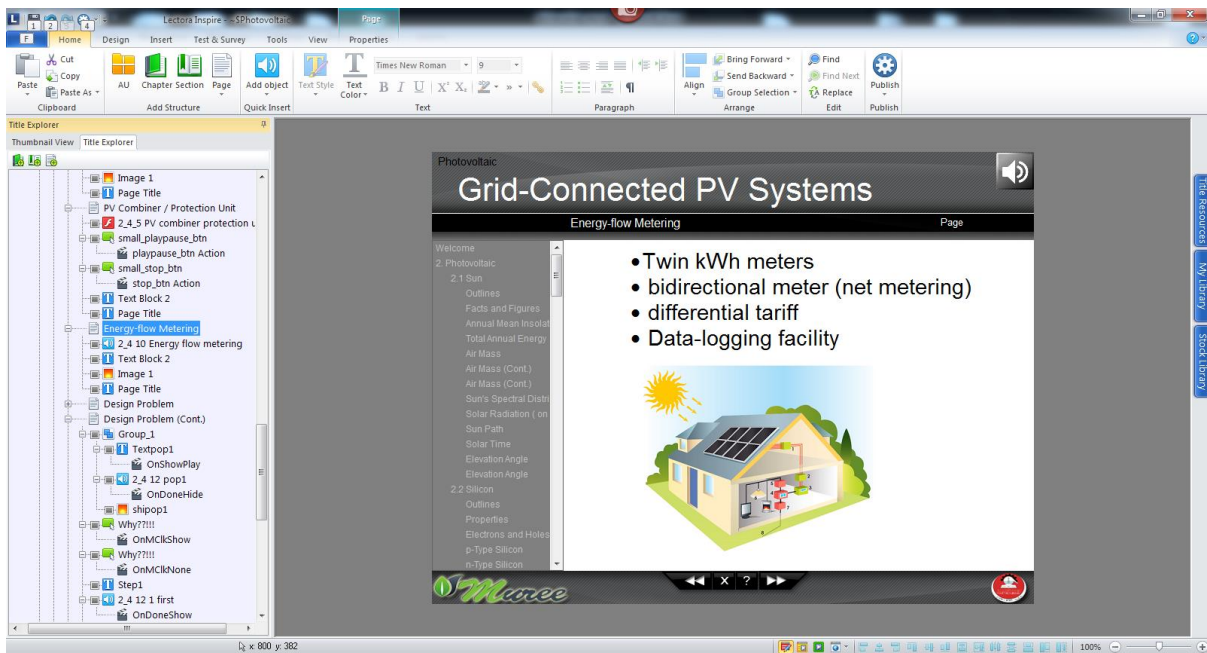 Lectora Inspire - - $Photovoltaic
Page
1 2 3 4
F Home Design Insert Test & Survey Tools View Properties
Paste
Cut
Copy
Paste As
Clipboard
AU Chapter Section Page
Add Structure
Add object
Quick Insert
Text Style
Text Color
Times New Roman 9
B I U X² X₂
Text
Paragraph
Align
Bring Forward
Send Backward
Group Selection
Arrange
Find
Find Next
Replace
Edit
Publish
Publish
Title Explorer
Thumbnail View Title Explorer
Image 1
Page Title
PV Combiner / Protection Unit
2_4_5 PV combiner protection u
small_playpause_btn
playpause_btn Action
small_stop_btn
stop_btn Action
Text Block 2
Page Title
Energy-flow Metering
2_4 10 Energy flow metering
Text Block 2
Image 1
Page Title
Design Problem
Design Problem (Cont.)
Group_1
Textpop1
OnShowPlay
2_4 12 pop1
OnDoneHide
shipop1
Why??!!!
OnMClkShow
Why??!!!
OnMClkNone
Step1
2_4 12 1 first
OnDoneShow
Photovoltaic
Grid-Connected PV Systems
Energy-flow Metering Page
Welcome
2. Photovoltaic
2.1 Sun
Outlines
Facts and Figures
Annual Mean Insolat
Total Annual Energy
Air Mass
Air Mass (Cont.)
Air Mass (Cont.)
Sun's Spectral Distri
Solar Radiation ( on
Sun Path
Solar Time
Elevation Angle
Elevation Angle
2.2 Silicon
Outlines
Properties
Electrons and Holes
p-Type Silicon
n-Type Silicon
•Twin kWh meters
• bidirectional meter (net metering)
• differential tariff
• Data-logging facility
Muree
X ?
Title Resources
My Library
Stock Library
x: 800 y: 382
100%